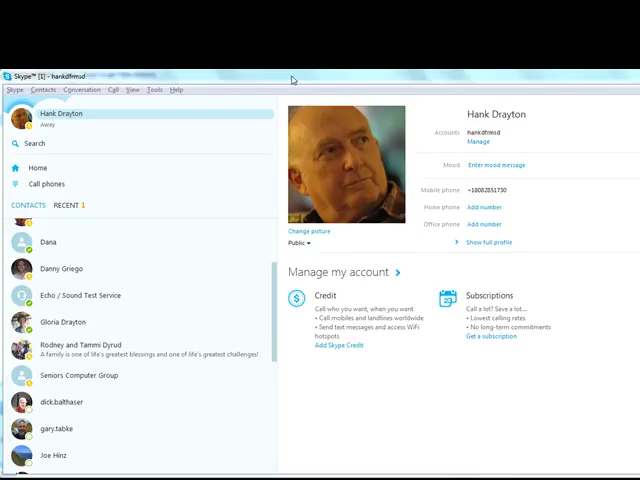 Skype™ [1] - hankdfrmsd
Skype Contacts Conversation Call View Tools Help
Hank Drayton
Away
Search
Home
Call phones
CONTACTS RECENT 1
Dana
Danny Griego
Echo / Sound Test Service
Gloria Drayton
Rodney and Tammi Dyrud
A family is one of life's greatest blessings and one of life's greatest challenges!
Seniors Computer Group
dick.balthaser
gary.tabke
Joe Hinz
Change picture
Public
Hank Drayton
Accounts hankdfrmsd
Manage
Mood Enter mood message
Mobile phone +18082851730
Home phone Add number
Office phone Add number
Show full profile
Manage my account
Credit
Call who you want, when you want
• Call mobiles and landlines worldwide
• Send text messages and access WiFi
hotspots
Add Skype Credit
23
Subscriptions
Call a lot? Save a lot...
• Lowest calling rates
• No long-term commitments
Get a subscription